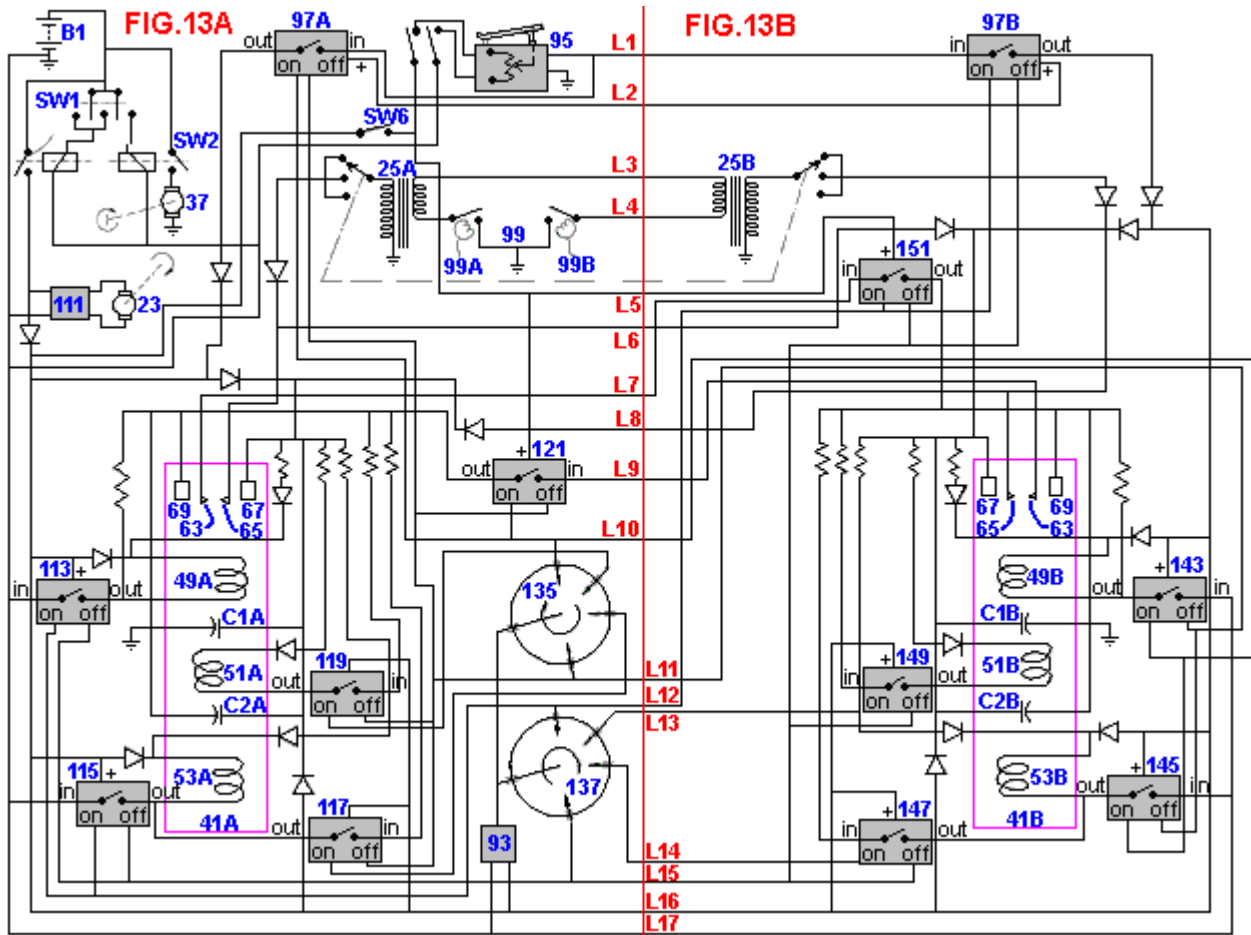 FIG.13A FIG.13B
B1
97A
out in
on off +
95
L1
97B
in out
on off +
L2
SW1
SW6
SW2
25A
L3
25B
37
L4
99
99A 99B
151
+
in out
on off
111
23
L5
L6
L7
L8
121
+
out in
on off
L9
69 67
63 65
67 69
65 63
L10
113
+
in out
on off
49A
135
49B
143
+
out in
on off
C1A
C1B
119
out in
on off
51A
149
+
in out
on off
51B
L11
L12
L13
C2A
C2B
115
+
in out
on off
53A
137
53B
145
+
out in
on off
117
out in
on off
41A
93
147
+
in out
on off
41B
L14
L15
L16
L17